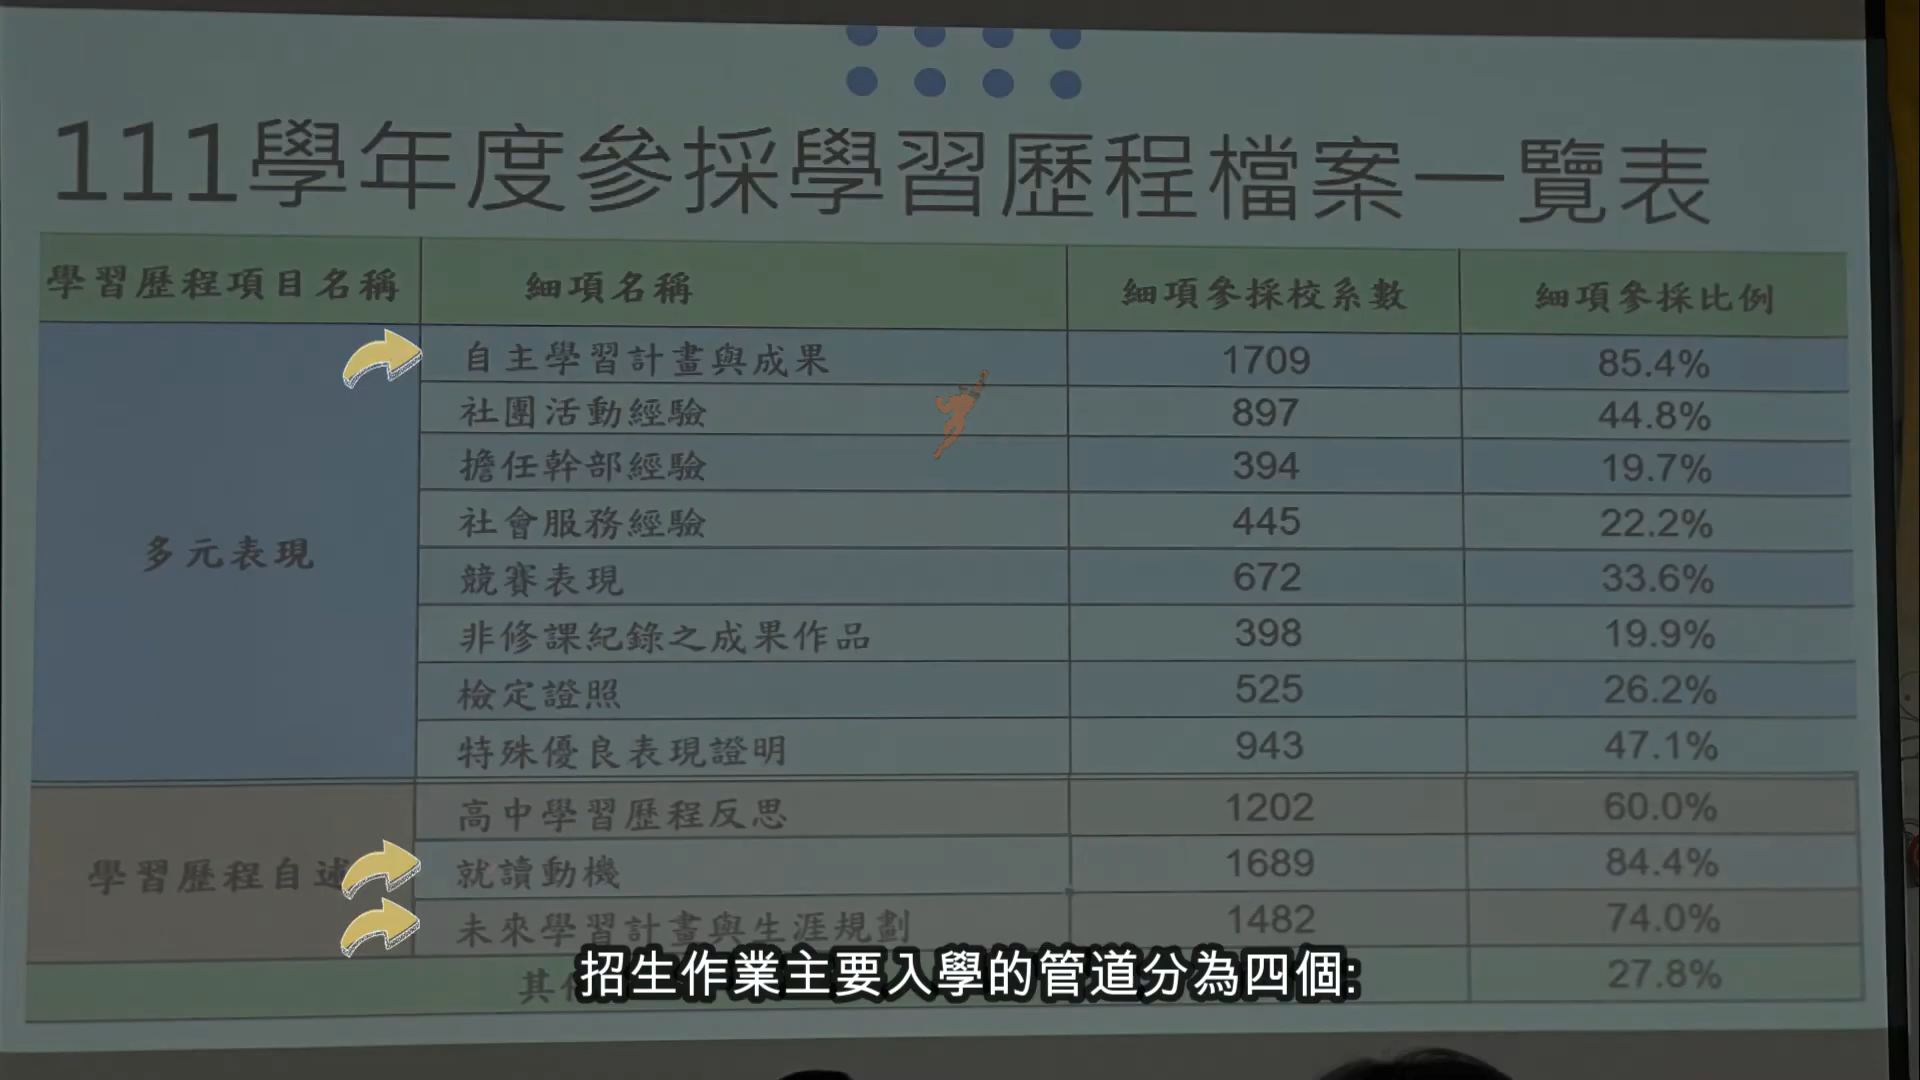 111學年度參採學習歷程檔案一覽表
學習歷程項目名稱 細項名稱 細項參採校系數 細項參採比例
多元表現
自主學習計畫與成果 1709 85.4%
社團活動經驗 897 44.8%
擔任幹部經驗 394 19.7%
社會服務經驗 445 22.2%
競賽表現 672 33.6%
非修課紀錄之成果作品 398 19.9%
檢定證照 525 26.2%
特殊優良表現證明 943 47.1%
學習歷程自述
高中學習歷程反思 1202 60.0%
就讀動機 1689 84.4%
未來學習計畫與生涯規劃 1482 74.0%
其 27.8%
招生作業主要入學的管道分為四個: